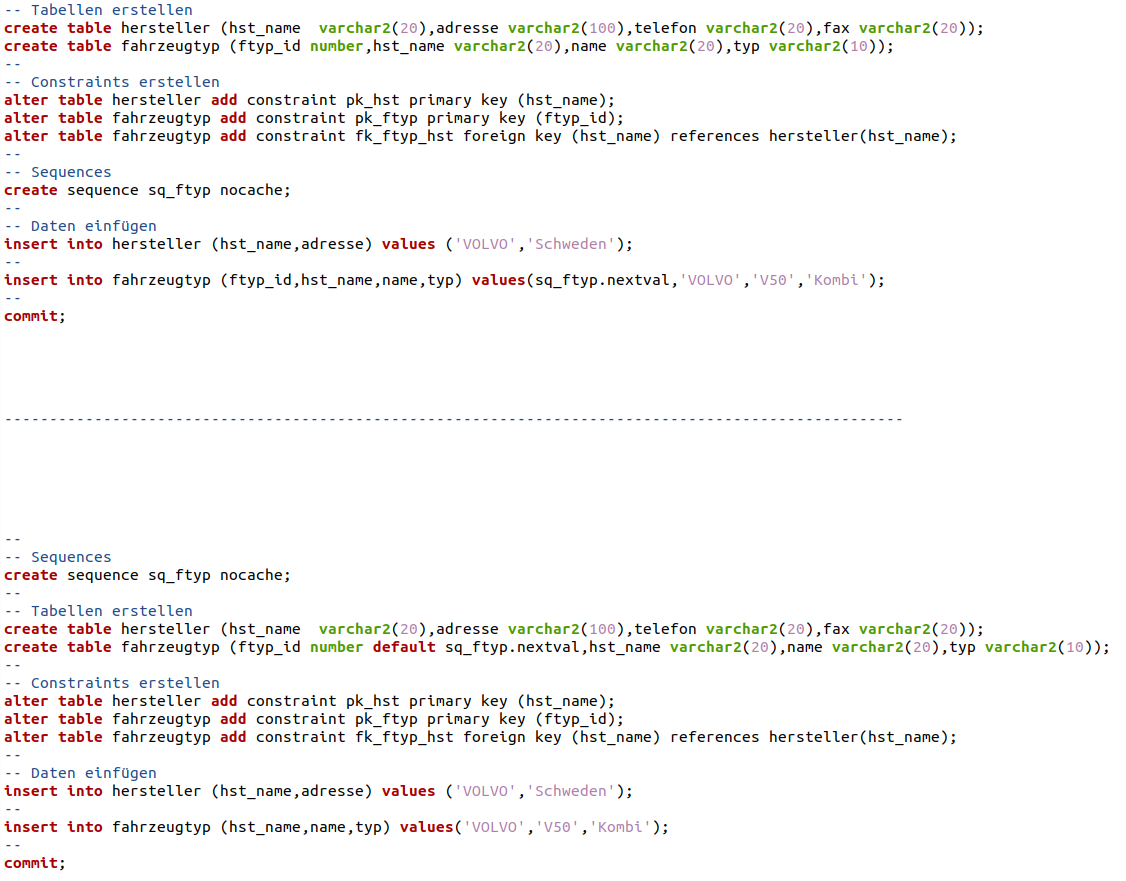 -- Tabellen erstellen
create table hersteller (hst_name  varchar2(20),adresse varchar2(100),telefon varchar2(20),fax varchar2(20));
create table fahrzeugtyp (ftyp_id number,hst_name varchar2(20),name varchar2(20),typ varchar2(10));
--
-- Constraints erstellen
alter table hersteller add constraint pk_hst primary key (hst_name);
alter table fahrzeugtyp add constraint pk_ftyp primary key (ftyp_id);
alter table fahrzeugtyp add constraint fk_ftyp_hst foreign key (hst_name) references hersteller(hst_name);
--
-- Sequences
create sequence sq_ftyp nocache;
--
-- Daten einfügen
insert into hersteller (hst_name,adresse) values ('VOLVO','Schweden');
--
insert into fahrzeugtyp (ftyp_id,hst_name,name,typ) values(sq_ftyp.nextval,'VOLVO','V50','Kombi');
--
commit;
----------------------------------------------------------------------------------------------------
--
-- Sequences
create sequence sq_ftyp nocache;
--
-- Tabellen erstellen
create table hersteller (hst_name  varchar2(20),adresse varchar2(100),telefon varchar2(20),fax varchar2(20));
create table fahrzeugtyp (ftyp_id number default sq_ftyp.nextval,hst_name varchar2(20),name varchar2(20),typ varchar2(10));
--
-- Constraints erstellen
alter table hersteller add constraint pk_hst primary key (hst_name);
alter table fahrzeugtyp add constraint pk_ftyp primary key (ftyp_id);
alter table fahrzeugtyp add constraint fk_ftyp_hst foreign key (hst_name) references hersteller(hst_name);
--
-- Daten einfügen
insert into hersteller (hst_name,adresse) values ('VOLVO','Schweden');
--
insert into fahrzeugtyp (hst_name,name,typ) values('VOLVO','V50','Kombi');
--
commit;